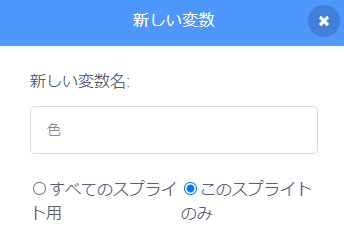 新しい変数
新しい変数名:
色
すべてのスプライ
ト用
このスプライト
のみ